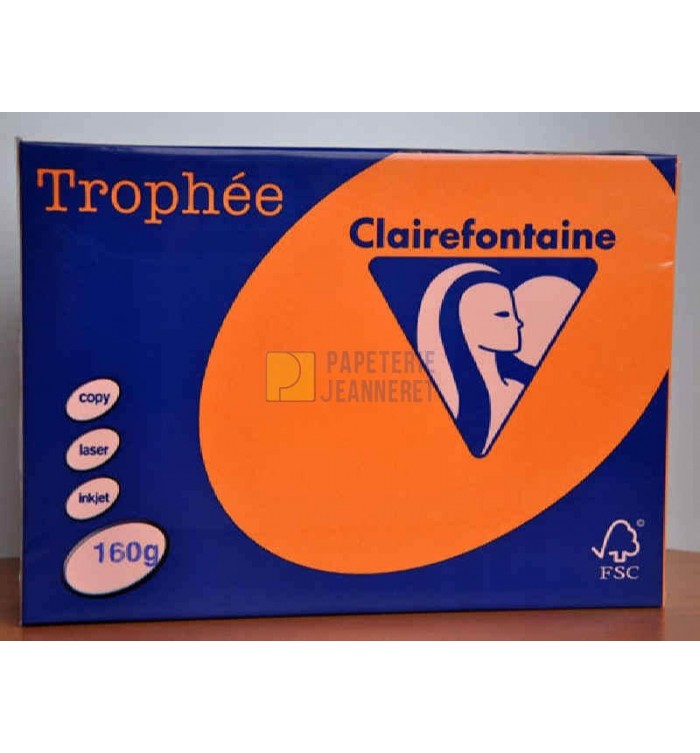 Trophée
Clairefontaine
PAPETERIE
JEANNERET
copy
laser
inkjet
160g
©
FSC